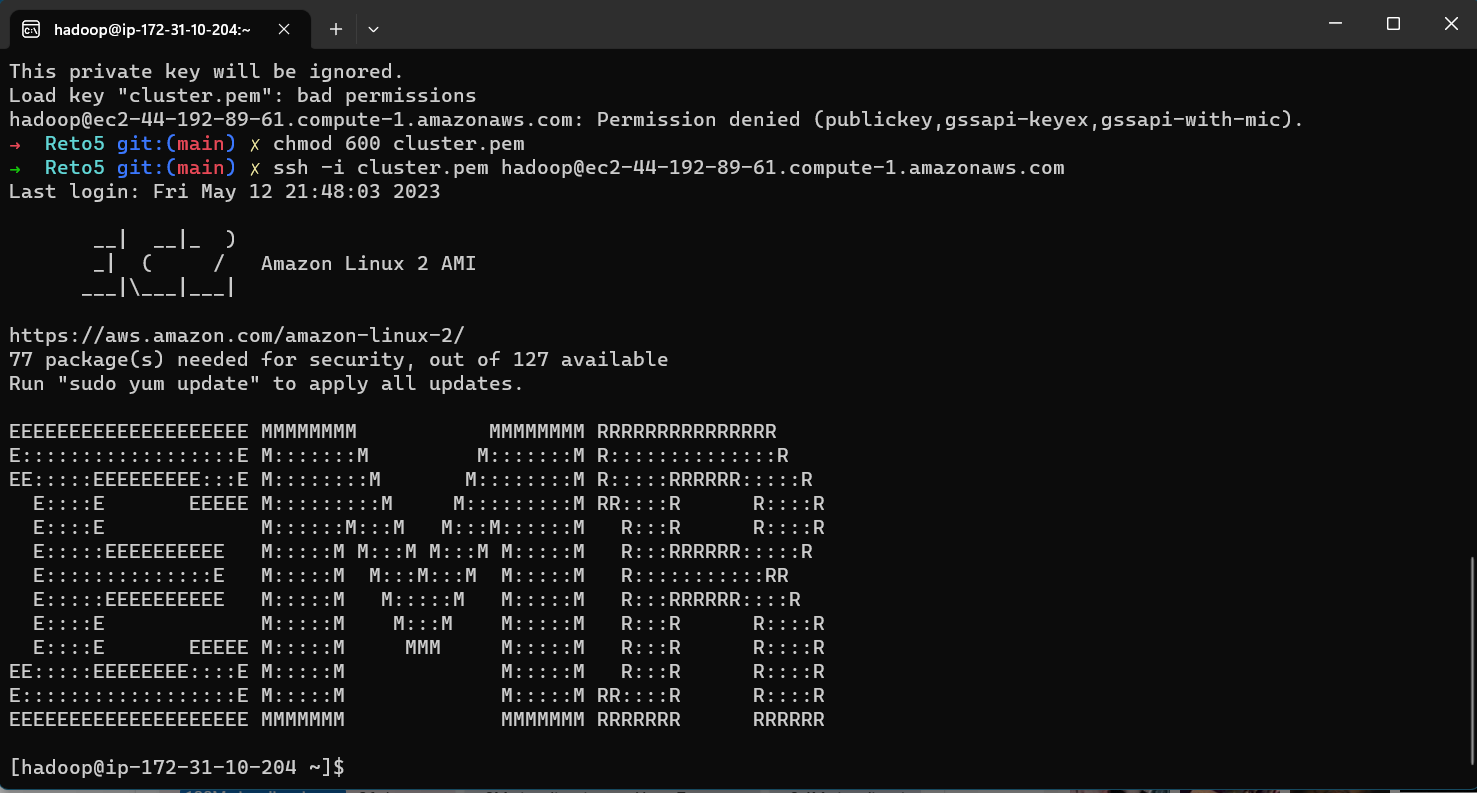 hadoop@ip-172-31-10-204:~
This private key will be ignored.
Load key "cluster.pem": bad permissions
hadoop@ec2-44-192-89-61.compute-1.amazonaws.com: Permission denied (publickey,gssapi-keyex,gssapi-with-mic).
→  Reto5 git:(main) ✗ chmod 600 cluster.pem
→  Reto5 git:(main) ✗ ssh -i cluster.pem hadoop@ec2-44-192-89-61.compute-1.amazonaws.com
Last login: Fri May 12 21:48:03 2023

       __|  __|_  )
       _|  (     /   Amazon Linux 2 AMI
      ___|\___|___|

https://aws.amazon.com/amazon-linux-2/
77 package(s) needed for security, out of 127 available
Run "sudo yum update" to apply all updates.

EEEEEEEEEEEEEEEEEEEE MMMMMMMM           MMMMMMMM RRRRRRRRRRRRRRR
E::::::::::::::::::E M:::::::M         M:::::::M R::::::::::::::R
EE:::::EEEEEEEEE:::E M::::::::M       M::::::::M R:::::RRRRRR:::::R
  E::::E       EEEEE M:::::::::M     M:::::::::M RR::::R      R::::R
  E::::E             M::::::M:::M   M:::M::::::M   R:::R      R::::R
  E:::::EEEEEEEEEE   M:::::M M:::M M:::M M:::::M   R:::RRRRRR:::::R
  E::::::::::::::E   M:::::M  M:::M:::M  M:::::M   R:::::::::::RR
  E:::::EEEEEEEEEE   M:::::M   M:::::M   M:::::M   R:::RRRRRR::::R
  E::::E             M:::::M    M:::M    M:::::M   R:::R      R::::R
  E::::E       EEEEE M:::::M     MMM     M:::::M   R:::R      R::::R
EE:::::EEEEEEEE::::E M:::::M             M:::::M   R:::R      R::::R
E::::::::::::::::::E M:::::M             M:::::M RR::::R      R::::R
EEEEEEEEEEEEEEEEEEEE MMMMMMM             MMMMMMM RRRRRRR      RRRRRR

[hadoop@ip-172-31-10-204 ~]$